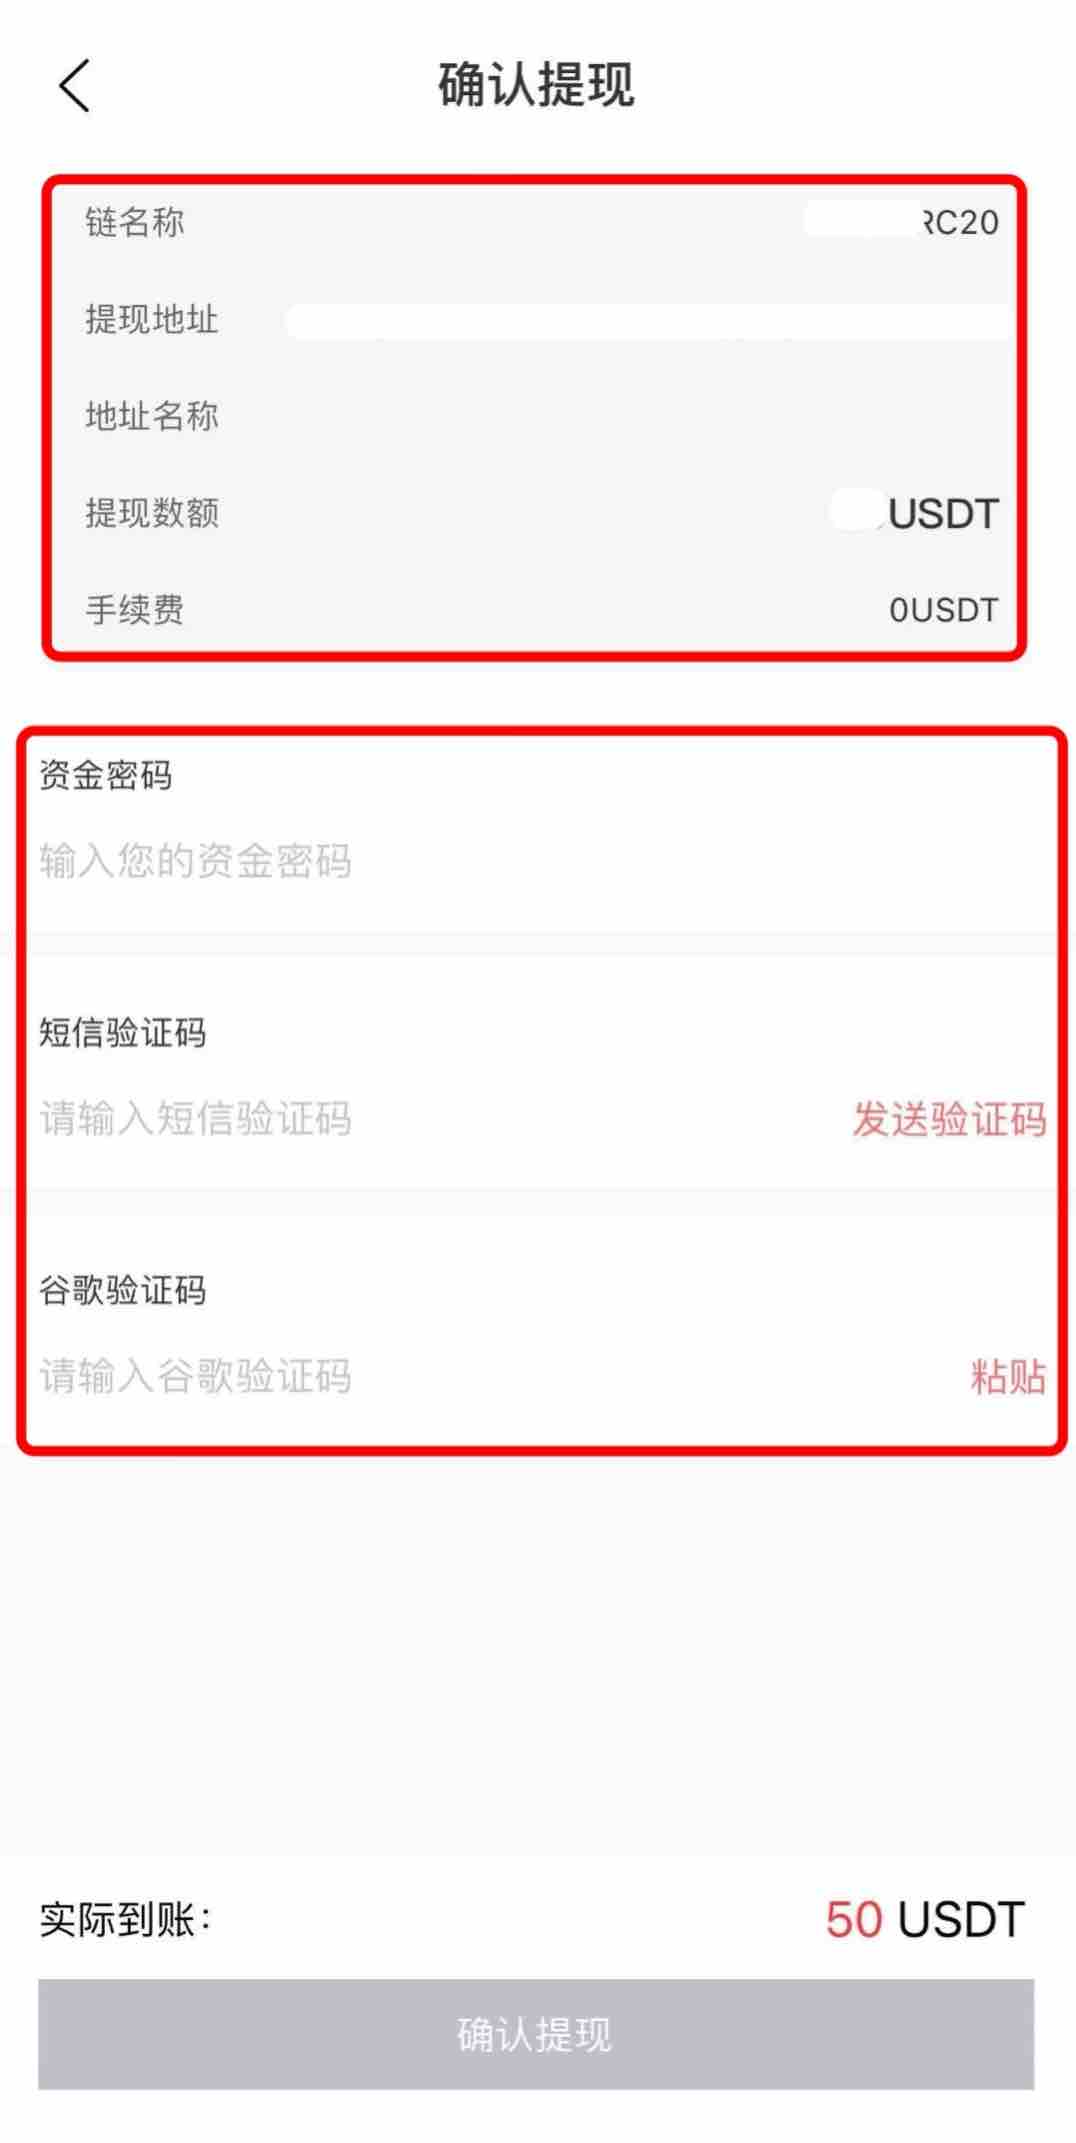 确认提现
链名称
RC20
提现地址
地址名称
提现数额
USDT
手续费
0USDT
资金密码
输入您的资金密码
短信验证码
请输入短信验证码
发送验证码
谷歌验证码
请输入谷歌验证码
粘贴
实际到账：
50 USDT
确认提现